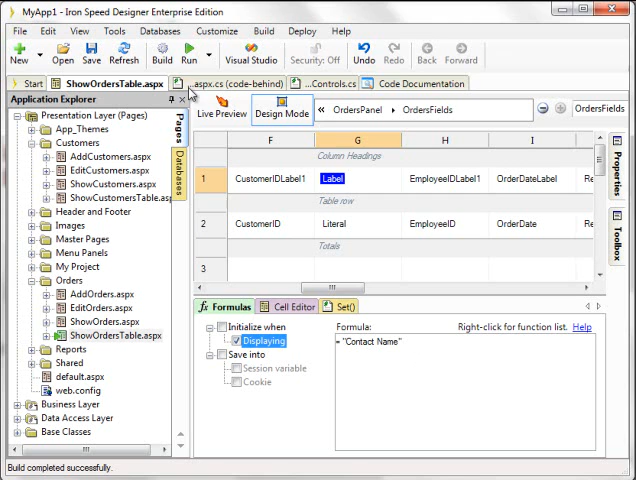 MyApp1 - Iron Speed Designer Enterprise Edition
File Edit View Tools Databases Customize Build Deploy Help
New Open Save Refresh Build Run Visual Studio Security: Off Undo Redo Back Forward
Start ShowOrdersTable.aspx ...aspx.cs (code-behind) ...Controls.cs Code Documentation
Application Explorer
Live Preview Design Mode « OrdersPanel OrdersFields OrdersFields
Presentation Layer (Pages)
App_Themes
Customers
AddCustomers.aspx
EditCustomers.aspx
ShowCustomers.aspx
ShowCustomersTable.asp
Header and Footer
Images
Master Pages
Menu Panels
My Project
Orders
AddOrders.aspx
EditOrders.aspx
ShowOrders.aspx
ShowOrdersTable.aspx
Reports
Shared
default.aspx
web.config
Business Layer
Data Access Layer
Base Classes
Pages
Databases
F G H I
Column Headings
1 CustomerIDLabel1 Label EmployeeIDLabel1 OrderDateLabel Re
Table row
2 CustomerID Literal EmployeeID OrderDate Re
Totals
3
Properties
Toolbox
Formulas Cell Editor Set()
Initialize when
Displaying
Save into
Session variable
Cookie
Formula: Right-click for function list. Help
= "Contact Name"
Build completed successfully.